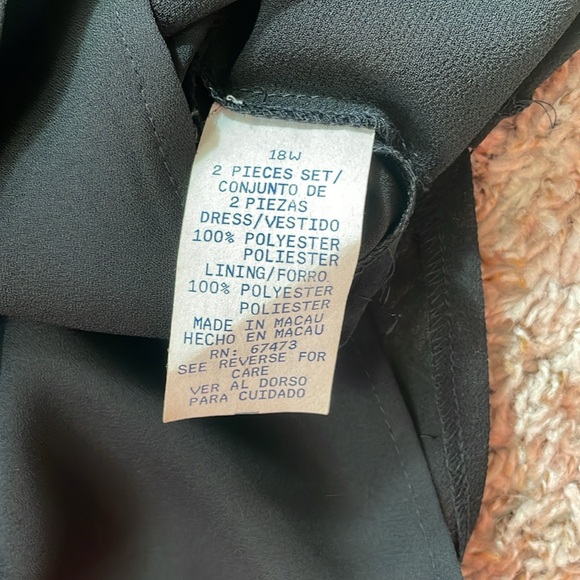 18W
2 PIECES SET/
CONJUNTO DE
2 PIEZAS
DRESS/VESTIDO
100% POLYESTER
POLIESTER
LINING/FORRO
100% POLYESTER
POLIESTER
MADE IN MACAU
HECHO EN MACAU
RN: 67473
SEE REVERSE FOR
CARE
VER AL DORSO
PARA CUIDADO